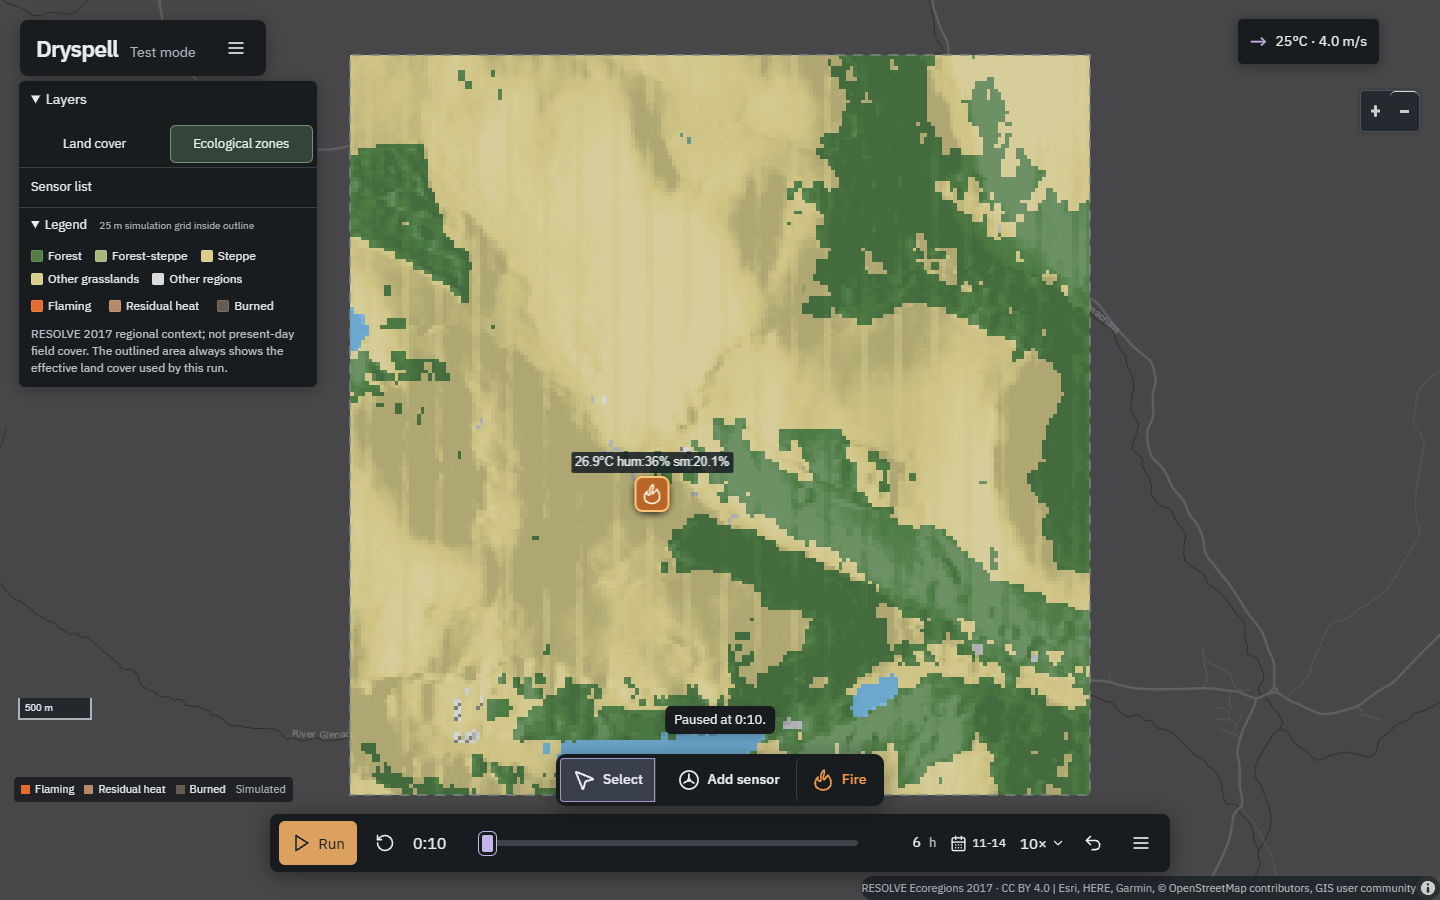 Dryspell Test mode
25°C · 4.0 m/s
Layers
Land cover Ecological zones
Sensor list
Legend 25 m simulation grid inside outline
Forest Forest-steppe Steppe
Other grasslands Other regions
Flaming Residual heat Burned
RESOLVE 2017 regional context; not present-day
field cover. The outlined area always shows the
effective land cover used by this run.
+ −
26.9°C hum:36% sm:20.1%
500 m
River Glenac
Paused at 0:10.
Select Add sensor Fire
Flaming Residual heat Burned Simulated
Run 0:10 6 h 11-14 10×
RESOLVE Ecoregions 2017 · CC BY 4.0 | Esri, HERE, Garmin, © OpenStreetMap contributors, GIS user community